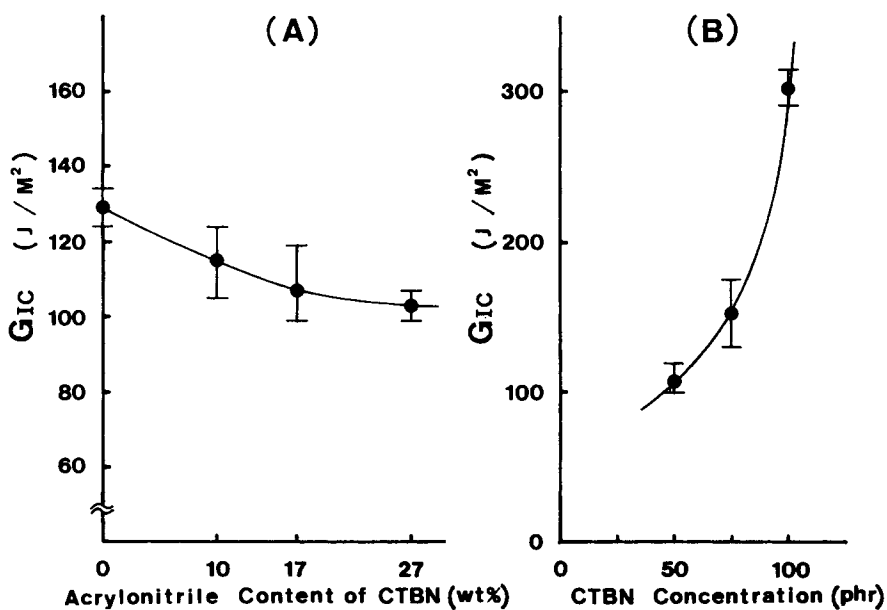 (A)
160
140
120
100
80
60
GIC (J/M²)
0 10 17 27
Acrylonitrile Content of CTBN (wt%)
(B)
300
200
100
0
GIC (J/M²)
0 50 100
CTBN Concentration (phr)